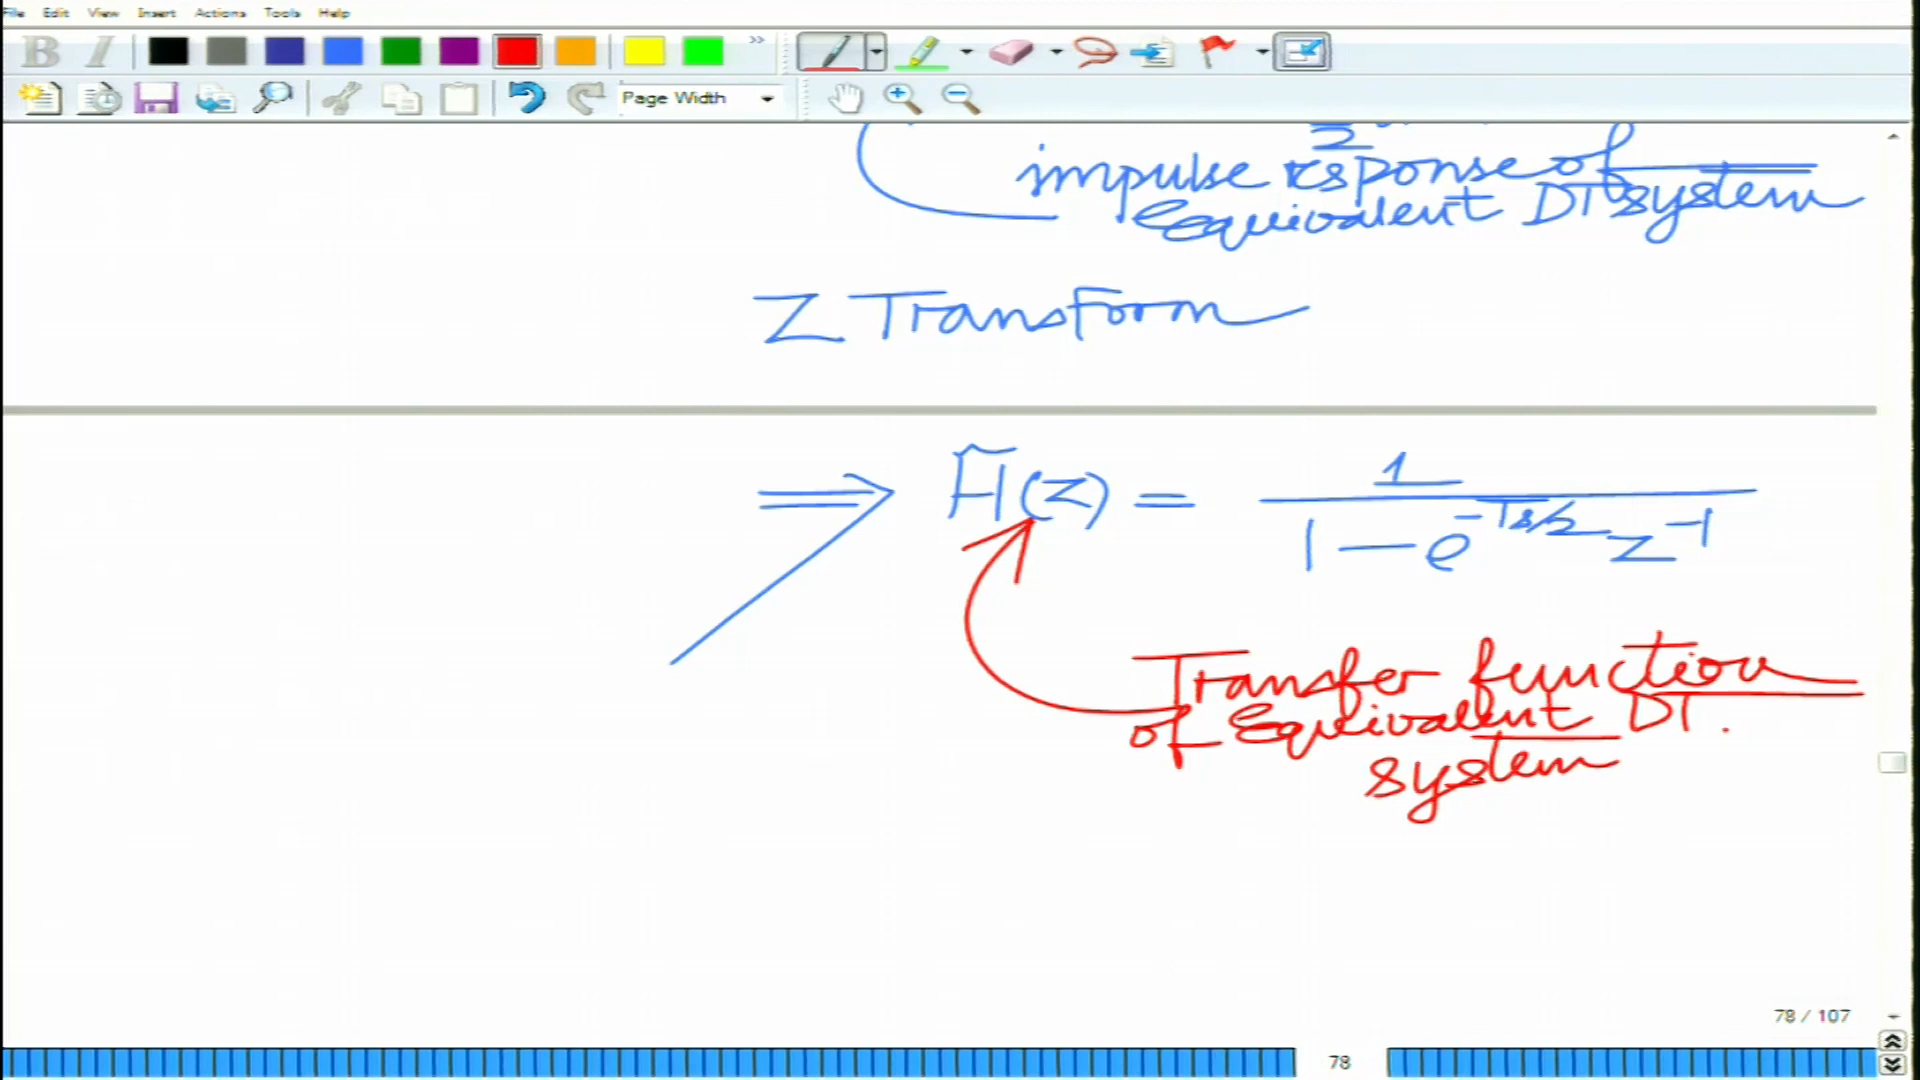 File Edit View Insert Actions Tools Help
B I
Page Width
impulse response of
Equivalent DT system
Z Transform
⇒ H̃(z) = 1 / (1 − e^{-Ts/2} z^{-1})
Transfer function
of Equivalent DT.
system
78 / 107
78